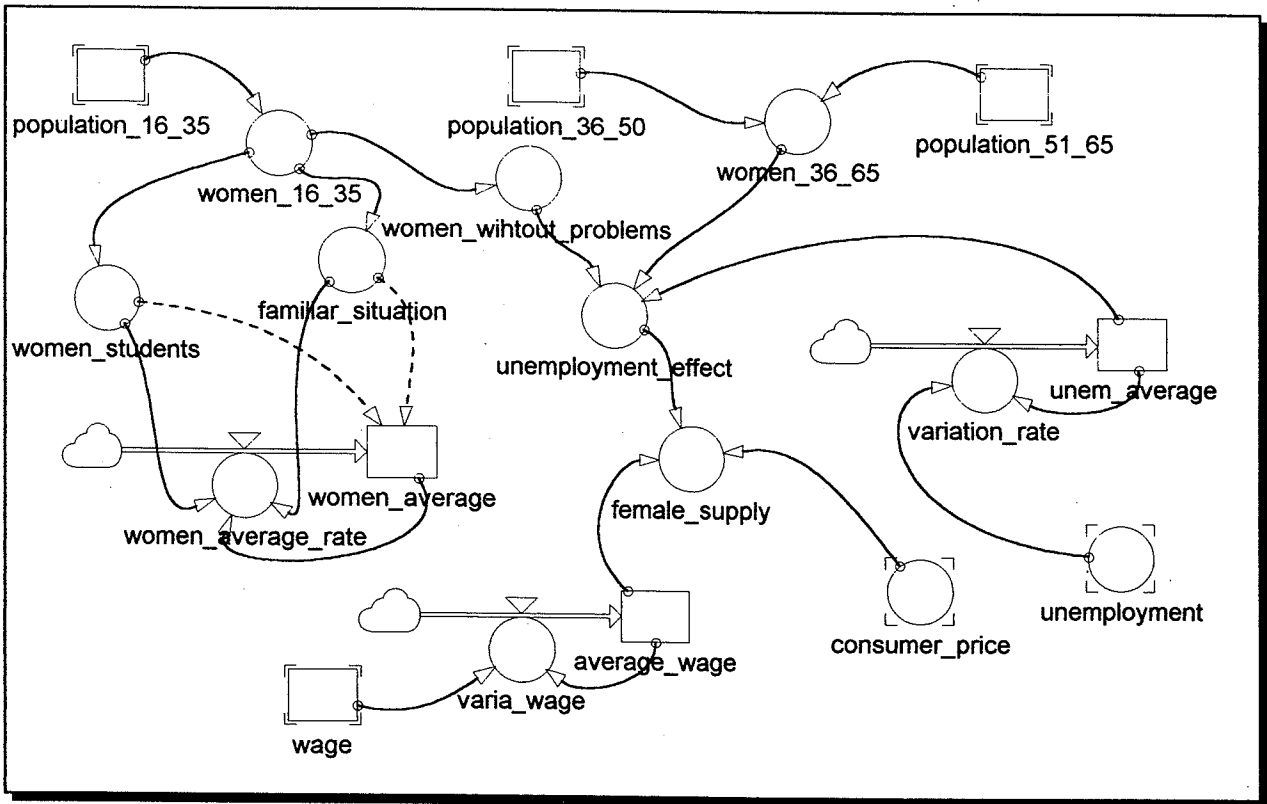 population_16_35
population_36_50
population_51_65
women_16_35
women_36_65
women_wihtout_problems
familiar_situation
women_students
unemployment_effect
unem_average
variation_rate
women_average
female_supply
women_average_rate
unemployment
consumer_price
average_wage
varia_wage
wage